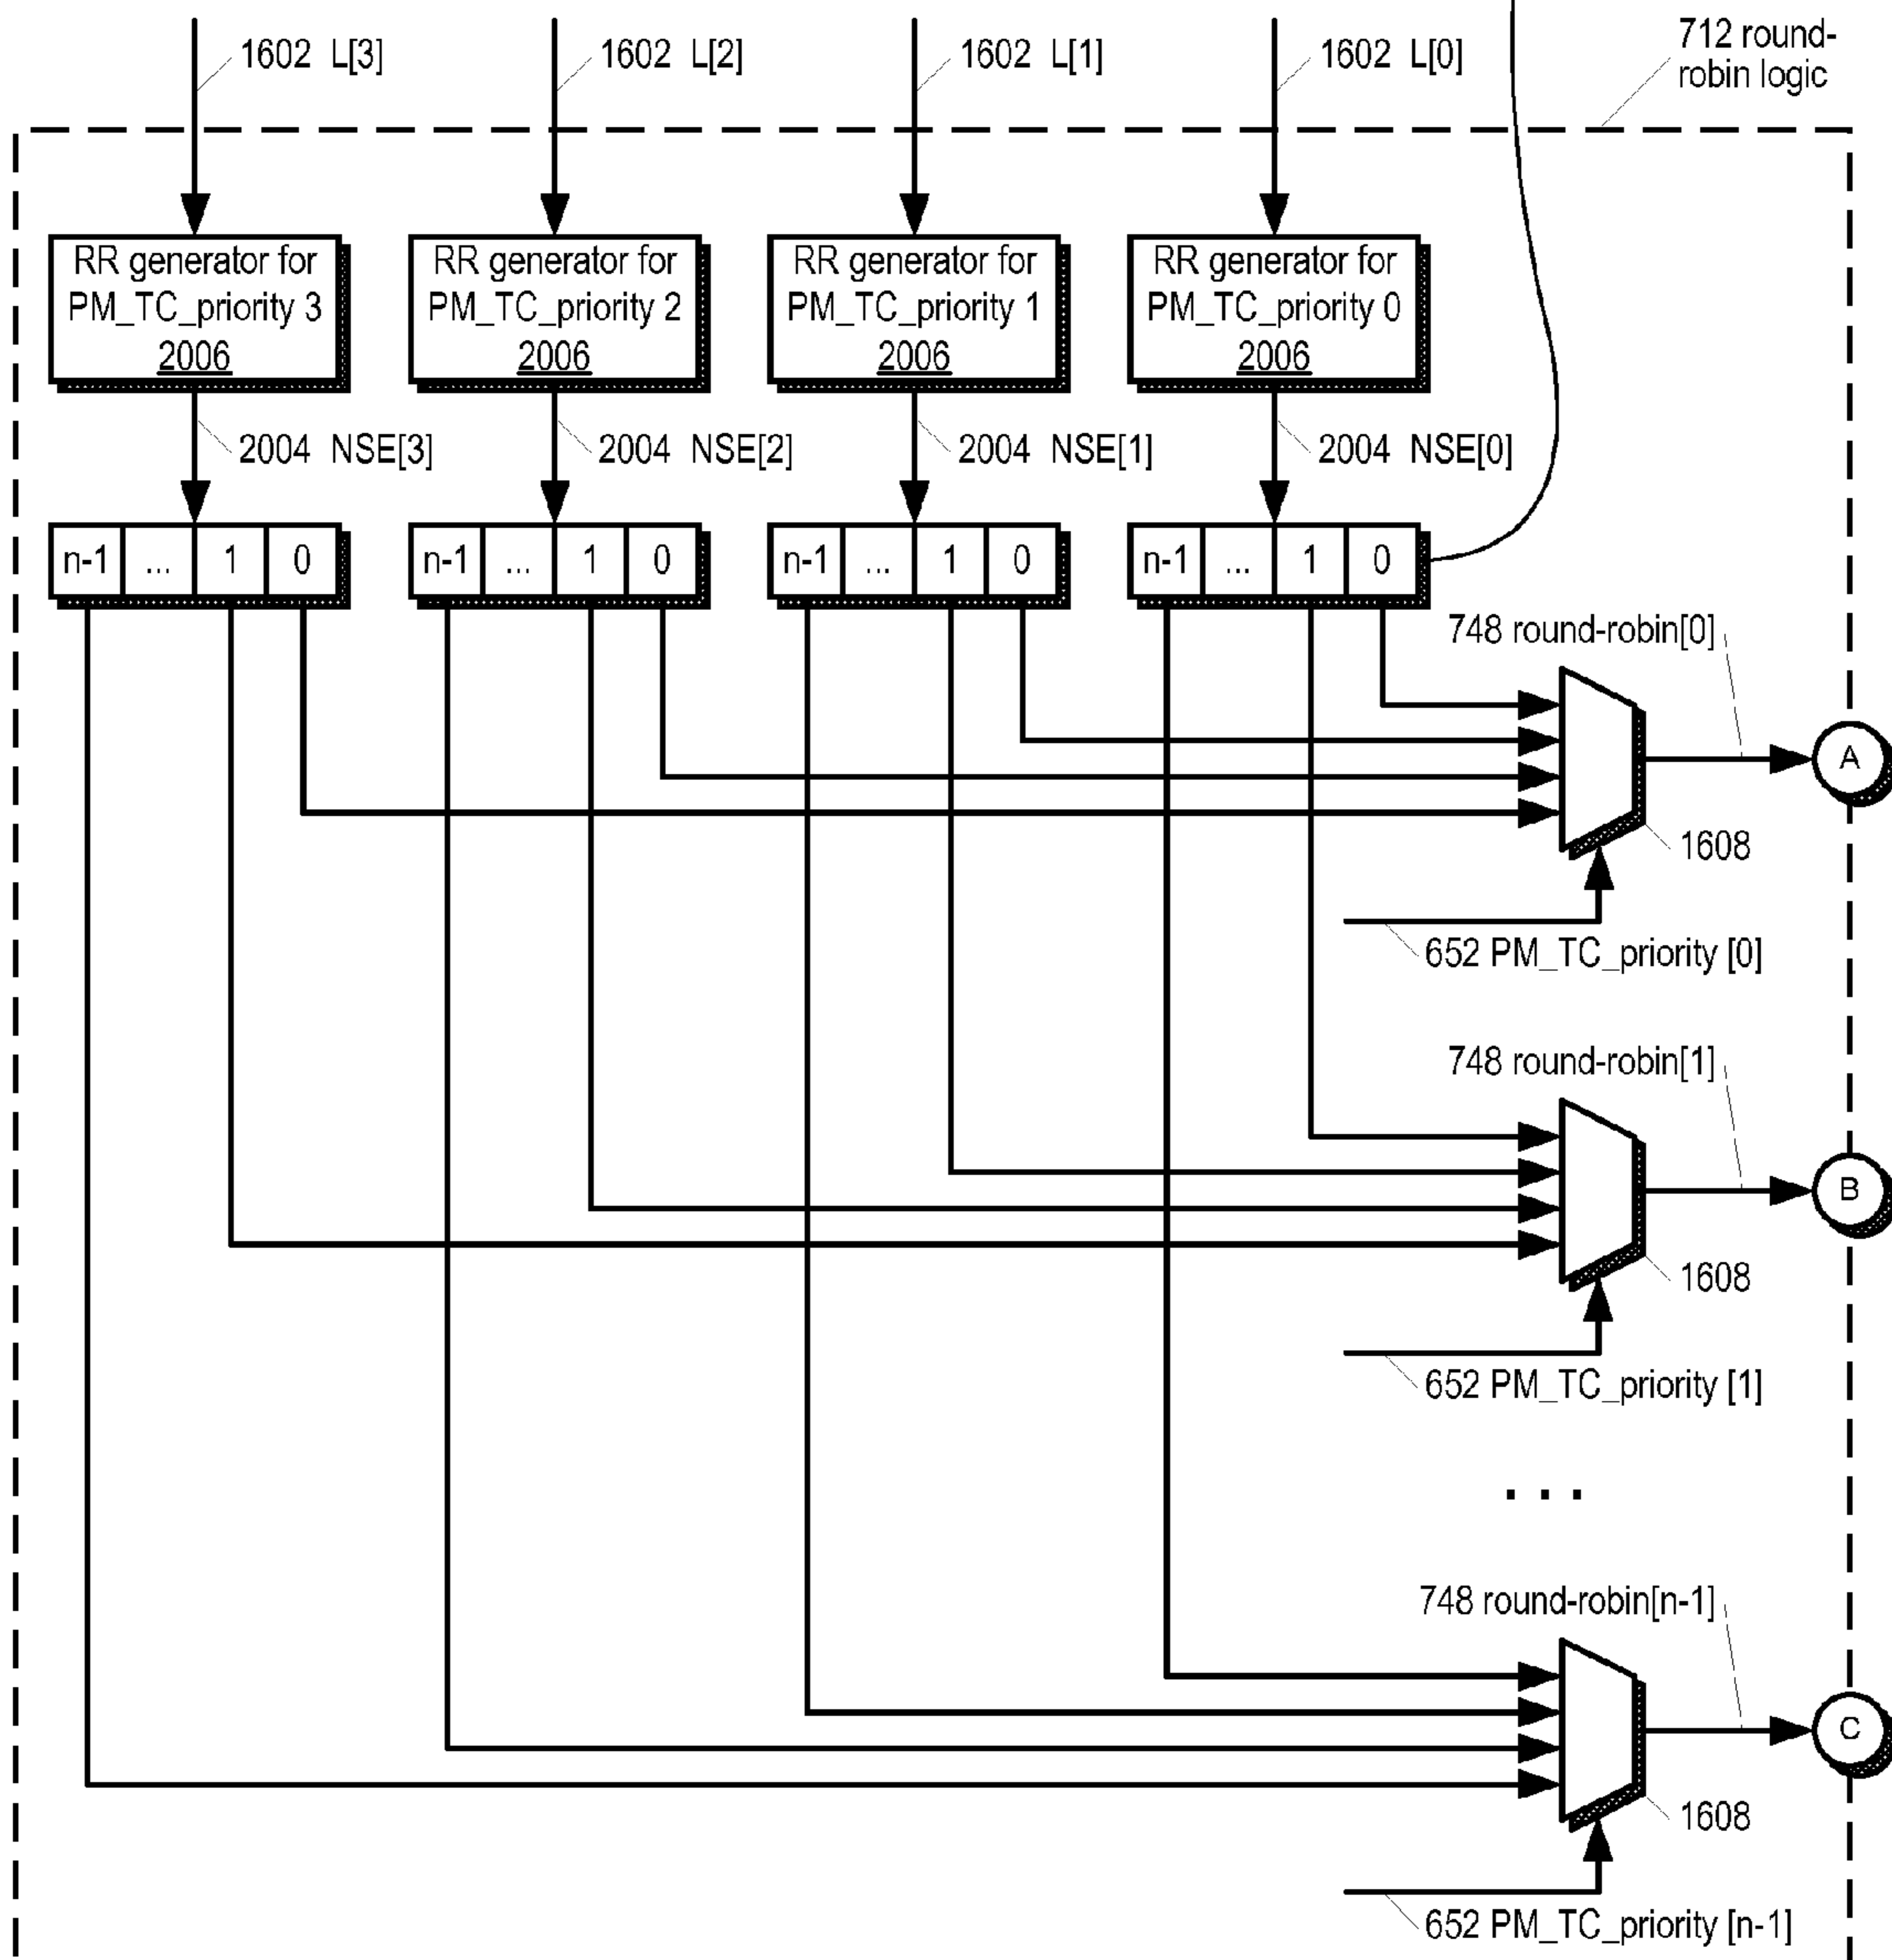 1602 L[3]
1602 L[2]
1602 L[1]
1602 L[0]
712 round-
robin logic
RR generator for
PM_TC_priority 3
2006
RR generator for
PM_TC_priority 2
2006
RR generator for
PM_TC_priority 1
2006
RR generator for
PM_TC_priority 0
2006
2004 NSE[3]
2004 NSE[2]
2004 NSE[1]
2004 NSE[0]
n-1 ... 1 0
n-1 ... 1 0
n-1 ... 1 0
n-1 ... 1 0
748 round-robin[0]
A
1608
652 PM_TC_priority [0]
748 round-robin[1]
B
1608
652 PM_TC_priority [1]
. . .
748 round-robin[n-1]
C
1608
652 PM_TC_priority [n-1]